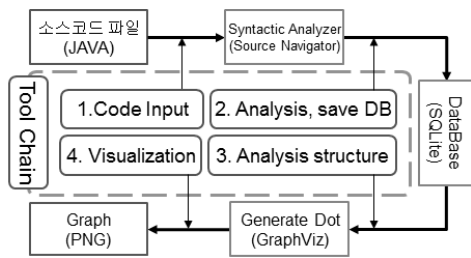 소스코드 파일
(JAVA)
Syntactic Analyzer
(Source Navigator)
Tool Chain
1.Code Input
2. Analysis, save DB
DataBase
(SQLite)
4. Visualization
3. Analysis structure
Graph
(PNG)
Generate Dot
(GraphViz)